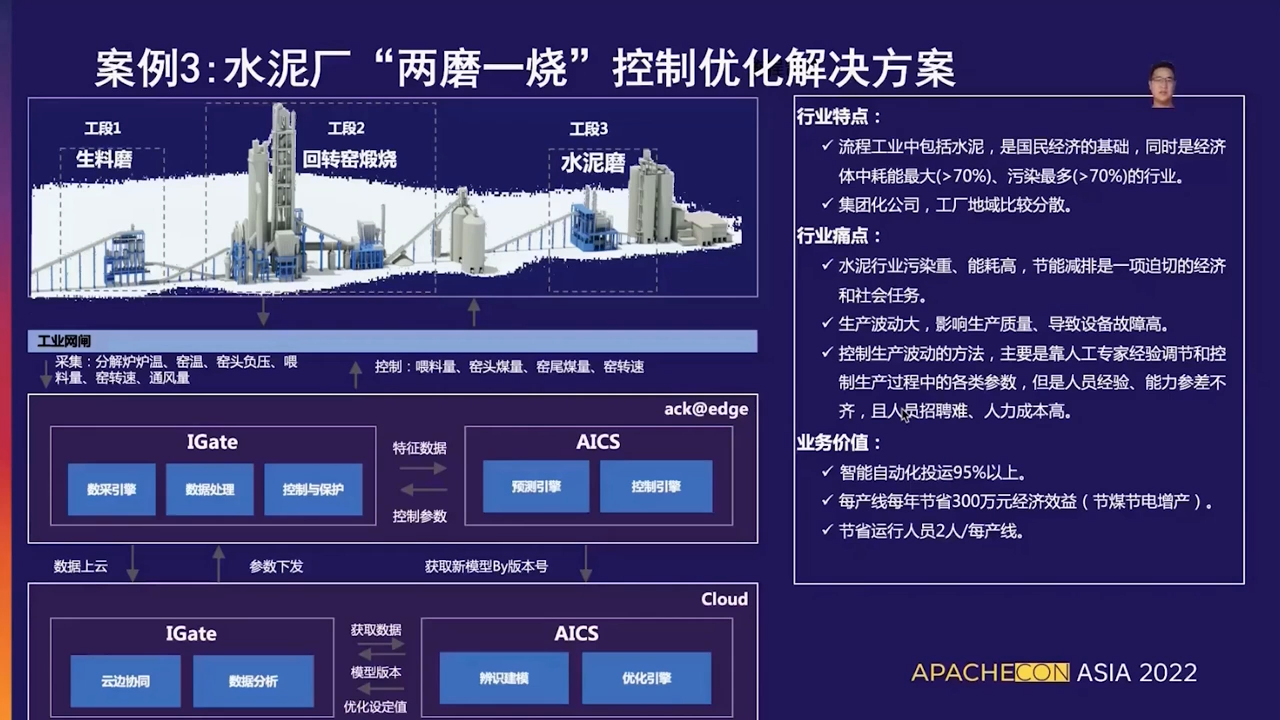 案例3:水泥厂“两磨一烧”控制优化解决方案
工段1
生料磨
工段2
回转窑煅烧
工段3
水泥磨
工业网闸
采集：分解炉炉温、窑温、窑头负压、喂
料量、窑转速、通风量
控制：喂料量、窑头煤量、窑尾煤量、窑转速
ack@edge
IGate
数采引擎
数据处理
控制与保护
特征数据
控制参数
AICS
预测引擎
控制引擎
数据上云
参数下发
获取新模型By版本号
Cloud
IGate
云边协同
数据分析
获取数据
模型版本
优化设定值
AICS
辨识建模
优化引擎
行业特点：
✓ 流程工业中包括水泥，是国民经济的基础，同时是经济
体中耗能最大(>70%)、污染最多(>70%)的行业。
✓ 集团化公司，工厂地域比较分散。
行业痛点：
✓ 水泥行业污染重、能耗高，节能减排是一项迫切的经济
和社会任务。
✓ 生产波动大，影响生产质量、导致设备故障高。
✓ 控制生产波动的方法，主要是靠人工专家经验调节和控
制生产过程中的各类参数，但是人员经验、能力参差不
齐，且人员招聘难、人力成本高。
业务价值：
✓ 智能自动化投运95%以上。
✓ 每产线每年节省300万元经济效益（节煤节电增产）。
✓ 节省运行人员2人/每产线。
APACHECON ASIA 2022